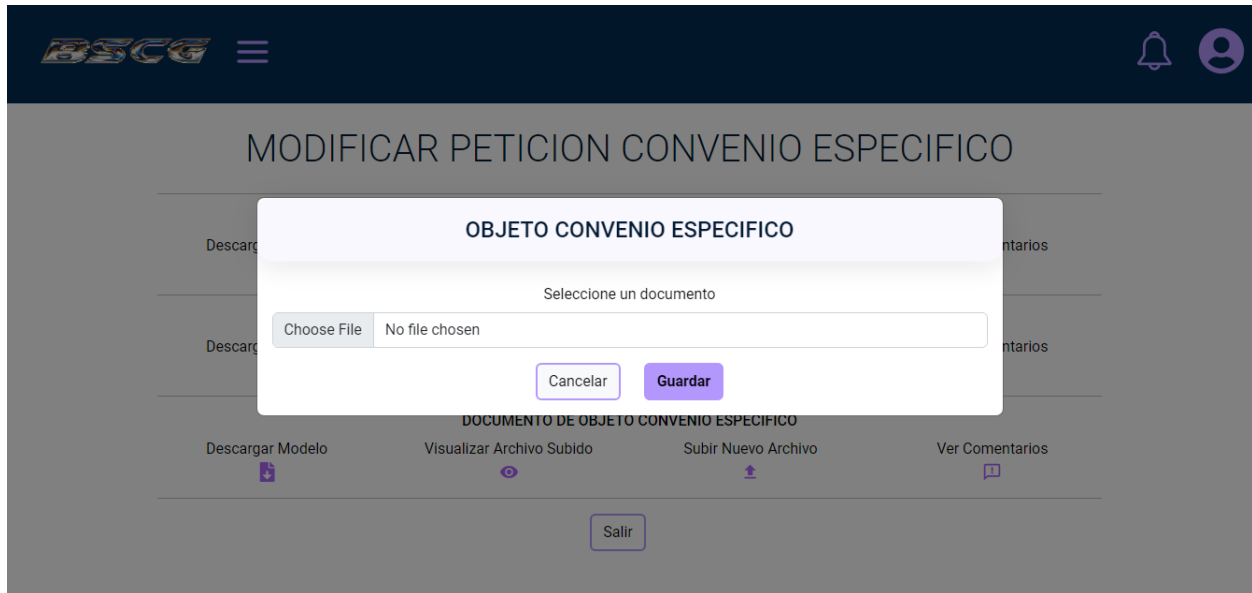 BSCG
MODIFICAR PETICION CONVENIO ESPECIFICO
OBJETO CONVENIO ESPECIFICO
Descarg
ntarios
Seleccione un documento
Choose File No file chosen
Descarg
ntarios
Cancelar Guardar
DOCUMENTO DE OBJETO CONVENIO ESPECIFICO
Descargar Modelo Visualizar Archivo Subido Subir Nuevo Archivo Ver Comentarios
Salir